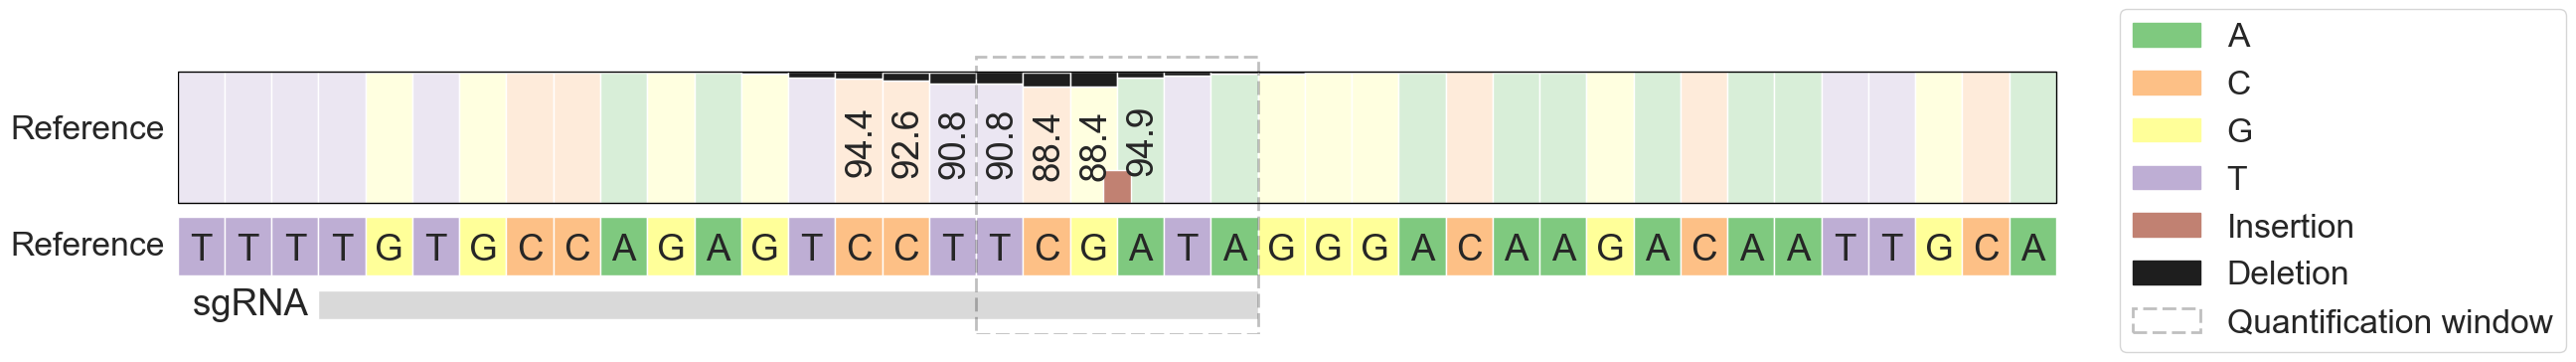 Reference 94.4 92.6 90.8 90.8 88.4 88.4 94.9
Reference T T T T G T G C C A G A G T C C T T C G A T A G G G A C A A G A C A A T T G C A
sgRNA
A
C
G
T
Insertion
Deletion
Quantification window